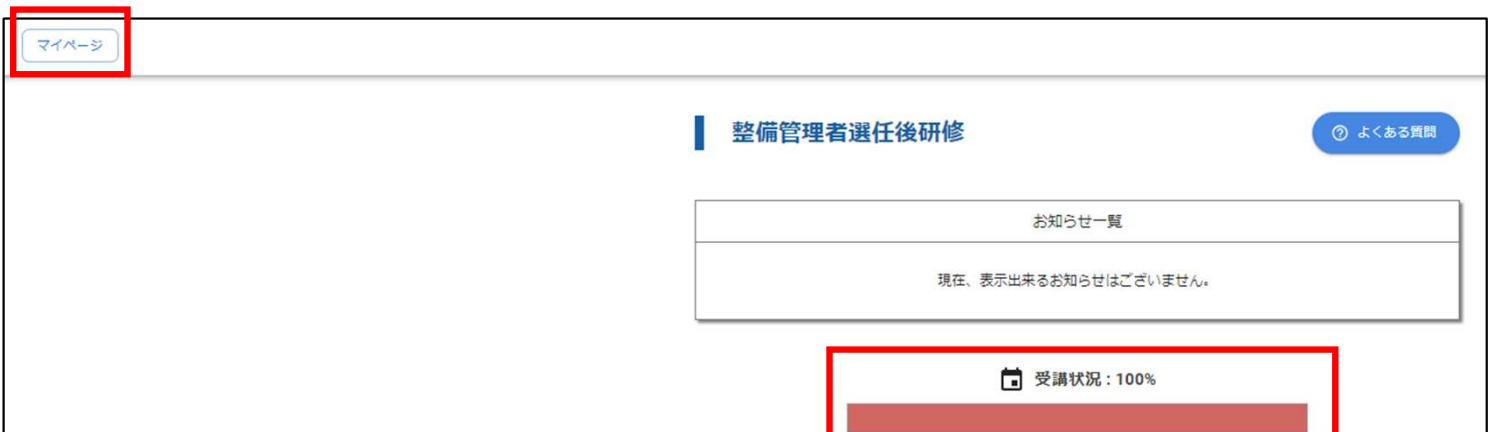 マイページ
整備管理者選任後研修
よくある質問
お知らせ一覧
現在、表示出来るお知らせはございません。
受講状況 : 100%